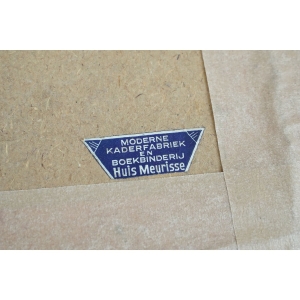 MODERNE
KADERFABRIEK
EN
BOEKBINDERIJ
Huis Meurisse